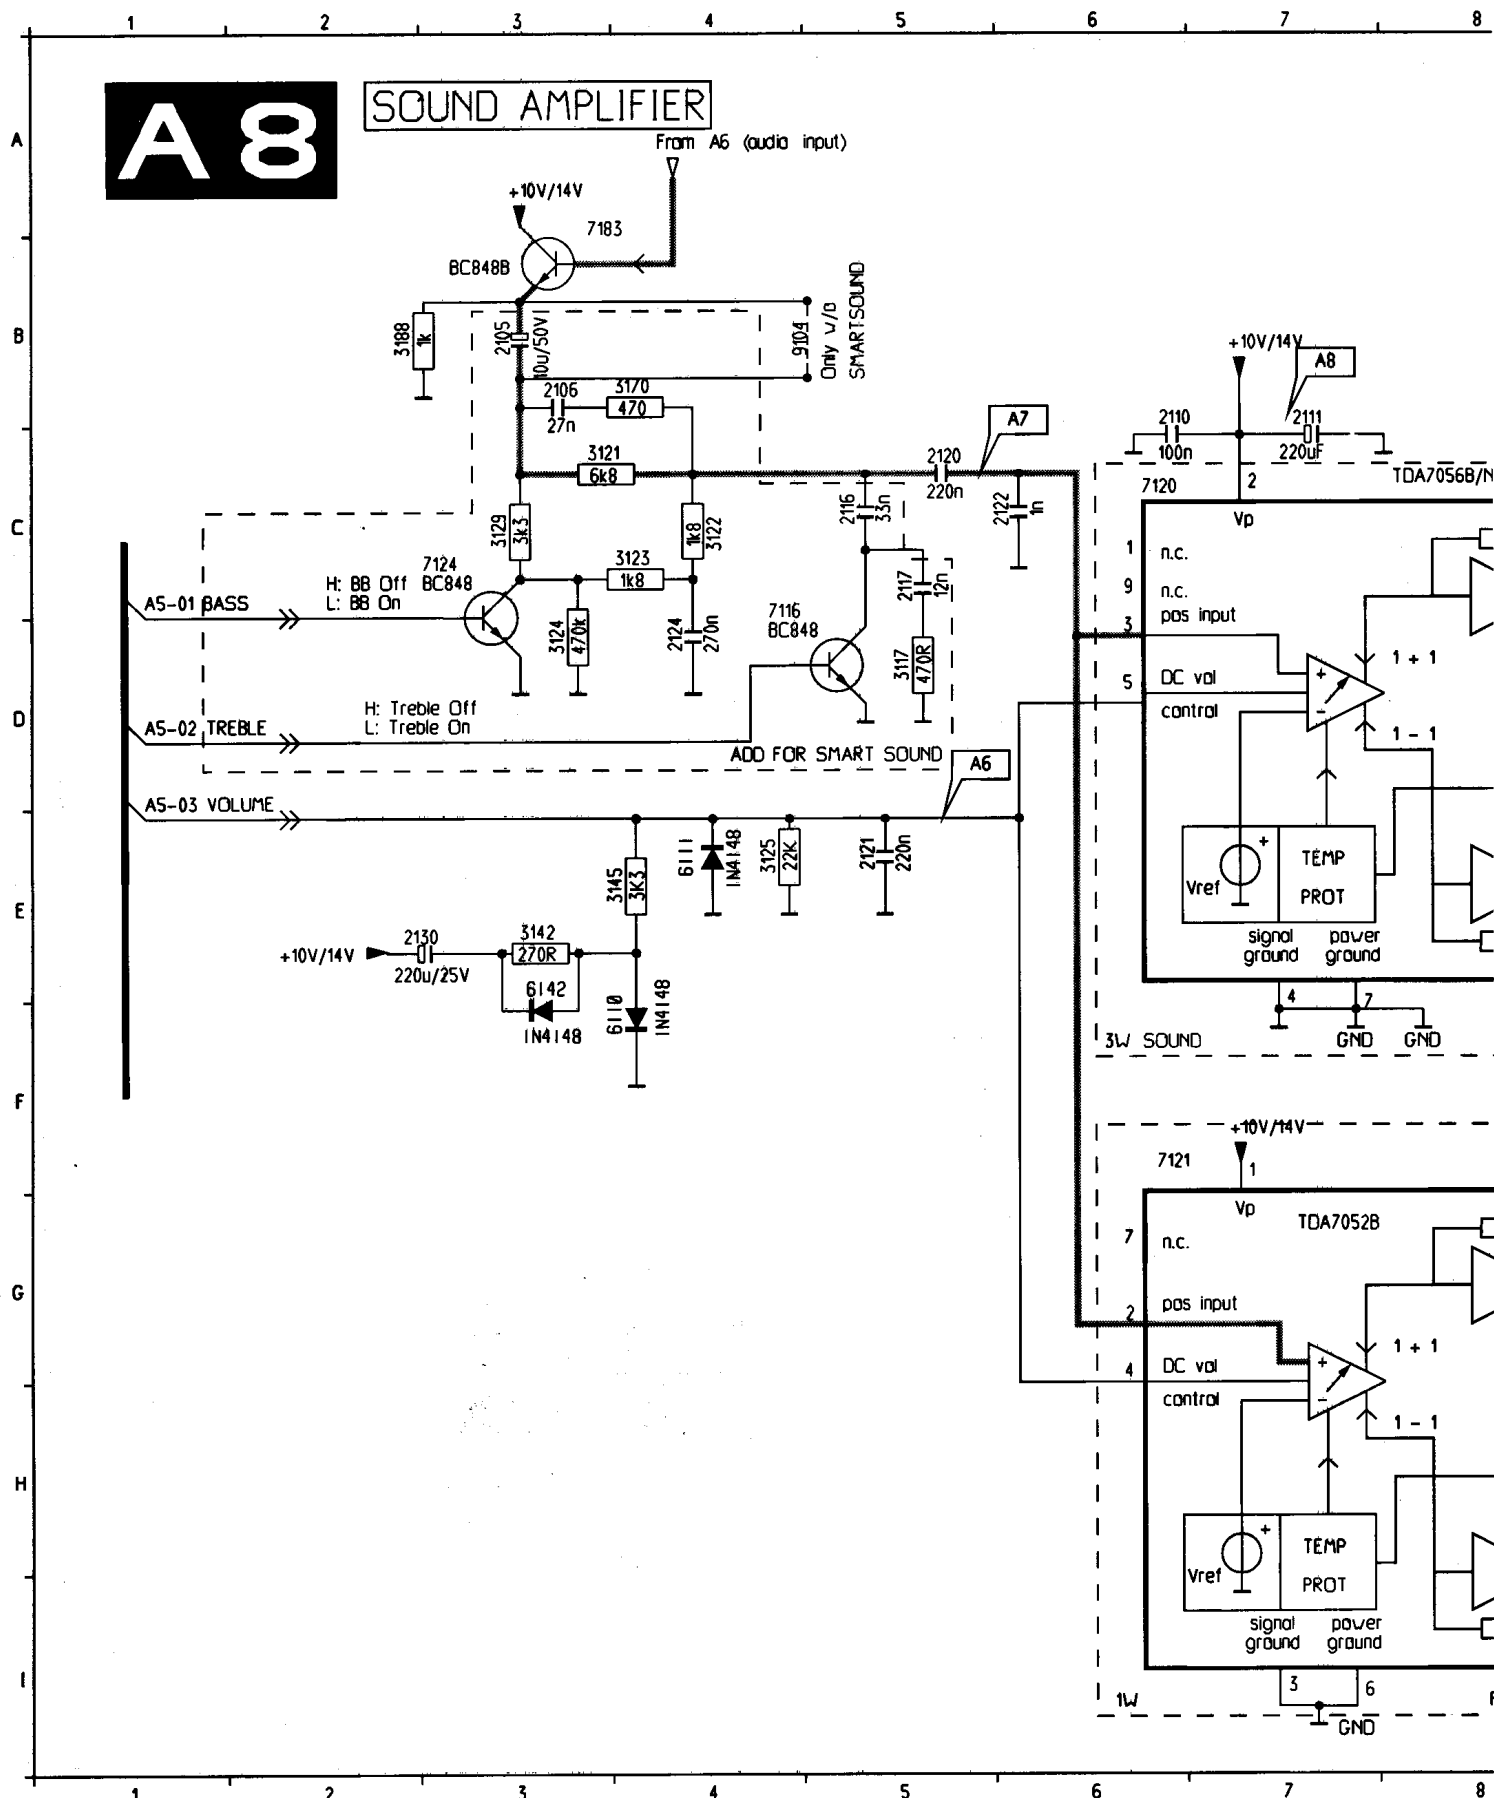 1 2 3 4 5 6 7 8
A
B
C
D
E
F
G
H
I
A8
SOUND AMPLIFIER
From A6 (audio input)
+10V/14V
7183
BC848B
3188
1k
2105
10u/50V
9104
Only w/o
SMARTSOUND
2106
27n
3170
470
3121
6k8
2120
220n
A7
2116
33n
2122
1n
3129
3k3
1k8
3122
3123
1k8
7124
BC848
H: BB Off
L: BB On
A5-01 BASS
3124
470k
2124
270n
7116
BC848
2117
12n
3117
470R
H: Treble Off
L: Treble On
A5-02 TREBLE
ADD FOR SMART SOUND
A6
A5-03 VOLUME
3145
3K3
6111
1N4148
3125
22K
2121
220n
+10V/14V
2130
220u/25V
3142
270R
6142
1N4148
6110
1N4148
+10V/14V
A8
2110
100n
2111
220uF
TDA7056B/N
7120
2
Vp
1 n.c.
9 n.c.
3 pos input
5 DC vol
control
+
-
1 + 1
1 - 1
+
Vref
TEMP
PROT
signal
ground
power
ground
4
7
GND
GND
3W SOUND
+10V/14V
7121
1
Vp
TDA7052B
7 n.c.
2 pos input
4 DC vol
control
+
-
1 + 1
1 - 1
+
Vref
TEMP
PROT
signal
ground
power
ground
3
6
GND
1W
1 2 3 4 5 6 7 8